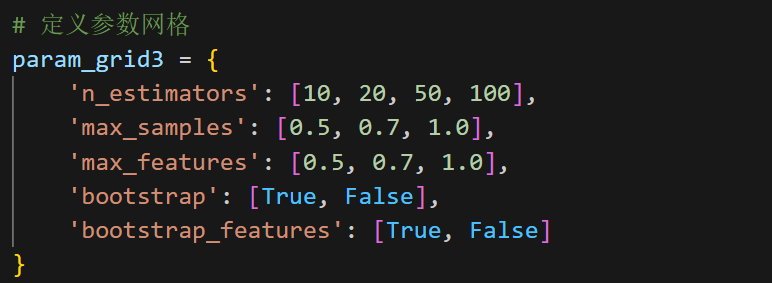 # 定义参数网格
param_grid3 = {
    'n_estimators': [10, 20, 50, 100],
    'max_samples': [0.5, 0.7, 1.0],
    'max_features': [0.5, 0.7, 1.0],
    'bootstrap': [True, False],
    'bootstrap_features': [True, False]
}